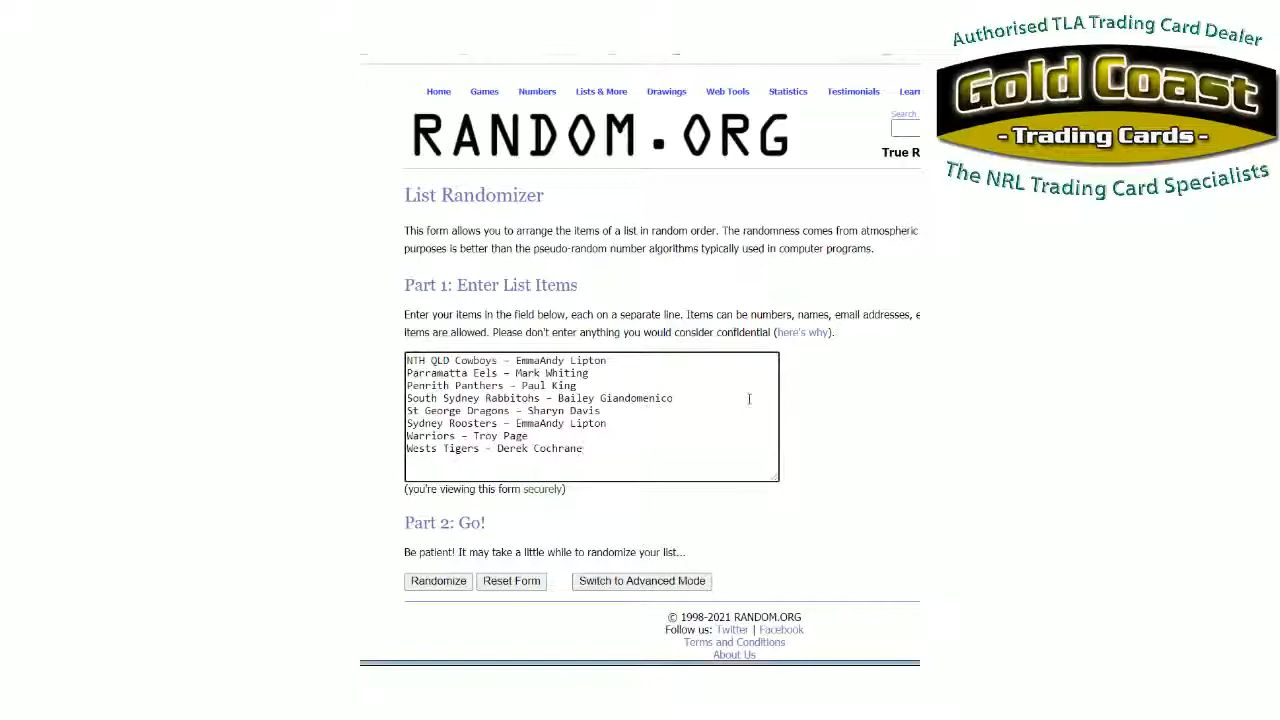 Authorised TLA Trading Card Dealer
Gold Coast
- Trading Cards -
The NRL Trading Card Specialists
Home Games Numbers Lists & More Drawings Web Tools Statistics Testimonials Learn
Search
RANDOM.ORG
True R
List Randomizer
This form allows you to arrange the items of a list in random order. The randomness comes from atmospheric
purposes is better than the pseudo-random number algorithms typically used in computer programs.
Part 1: Enter List Items
Enter your items in the field below, each on a separate line. Items can be numbers, names, email addresses, e
items are allowed. Please don't enter anything you would consider confidential (here's why).
NTH QLD Cowboys – EmmaAndy Lipton
Parramatta Eels – Mark Whiting
Penrith Panthers – Paul King
South Sydney Rabbitohs – Bailey Giandomenico
St George Dragons – Sharyn Davis
Sydney Roosters – EmmaAndy Lipton
Warriors – Troy Page
Wests Tigers – Derek Cochrane
(you're viewing this form securely)
Part 2: Go!
Be patient! It may take a little while to randomize your list...
Randomize Reset Form Switch to Advanced Mode
© 1998-2021 RANDOM.ORG
Follow us: Twitter | Facebook
Terms and Conditions
About Us